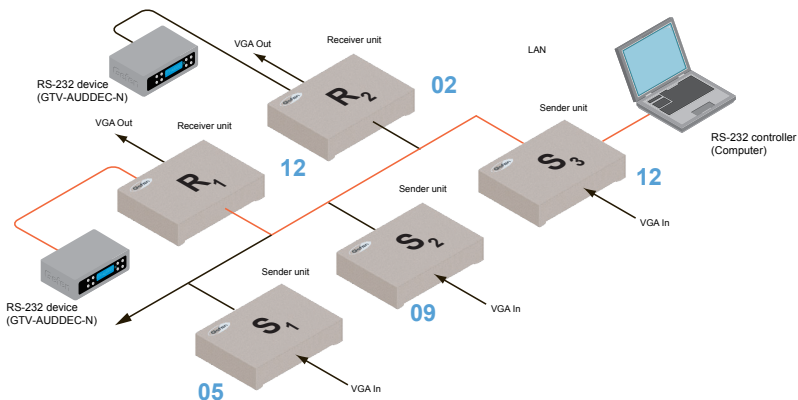 VGA Out
Receiver unit
LAN
RS-232 device
(GTV-AUDDEC-N)
R2
02
Sender unit
RS-232 controller
(Computer)
VGA Out
Receiver unit
R1
12
S3
12
Sender unit
VGA In
S2
09
VGA In
RS-232 device
(GTV-AUDDEC-N)
Sender unit
S1
05
VGA In